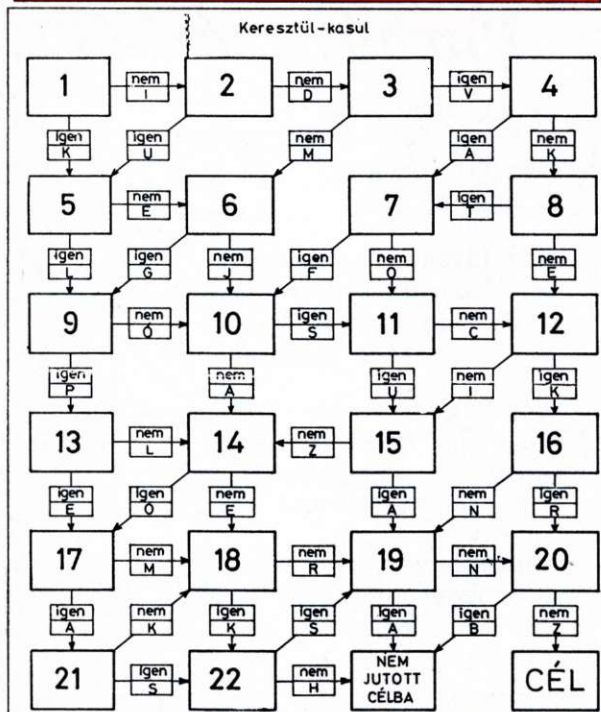 Keresztül-kasul
1 nem I 2 nem D 3 igen V 4
igen K igen U nem M igen A nem K
5 nem E 6 7 igen T 8
igen L igen G nem J igen F nem O nem E
9 nem Ó 10 igen S 11 nem C 12
igen P nem A igen U nem I igen K
13 nem L 14 nem Z 15 16
igen E igen O nem E igen A nem N igen R
17 nem M 18 nem R 19 nem N 20
igen A nem K igen K igen S igen A igen B nem Z
21 igen S 22 nem H NEM JUTOTT CÉLBA CÉL